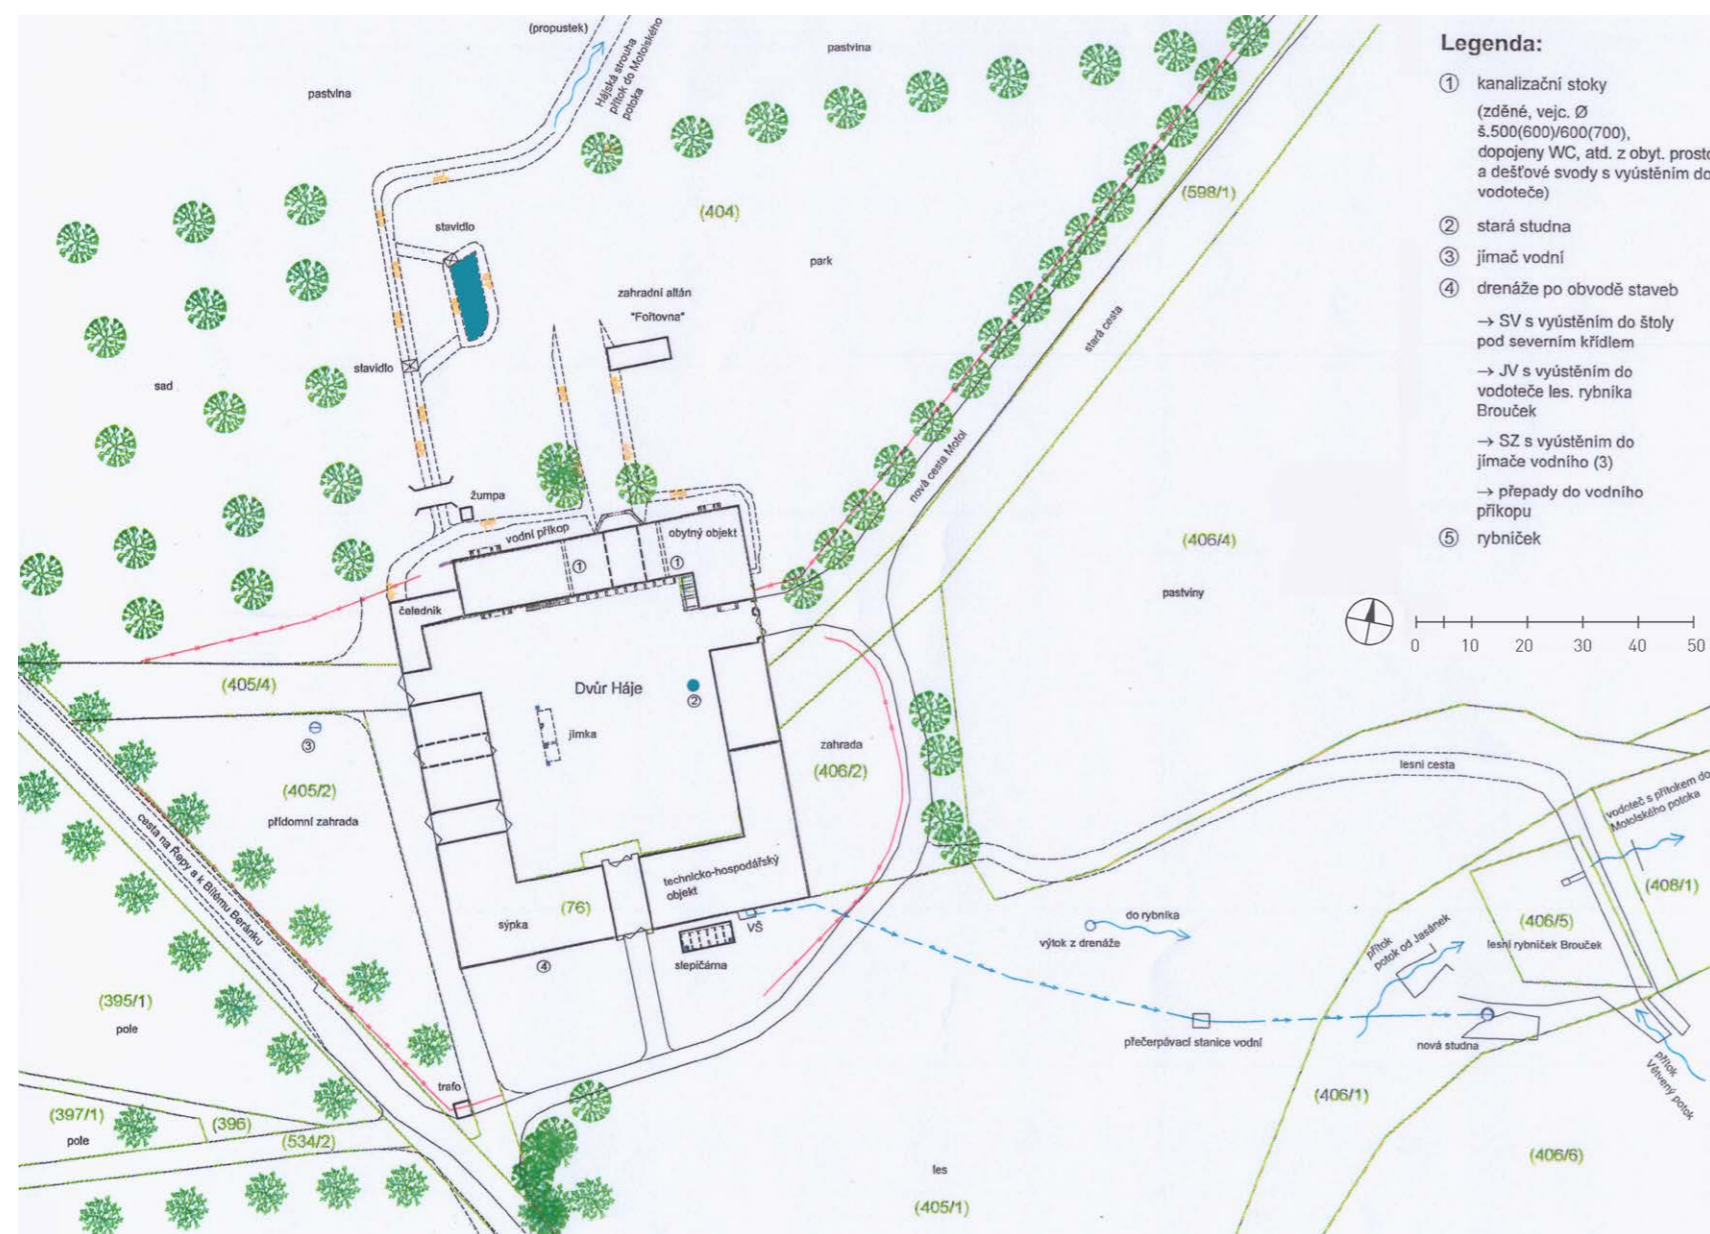 (propustek)
Hájská strouha
přítok do Motolského
potoka
pastvina
pastvina
(404)
(598/1)
stavidlo
park
zahradní altán
"Fořtovna"
stará cesta
stavidlo
sad
nová cesta Motol
žumpa
vodní příkop
obytný objekt
①
①
čeledník
(406/4)
pastviny
(405/4)
Dvůr Háje
②
③
jímka
zahrada
(406/2)
(405/2)
přídomní zahrada
cesta na Řepy a k Bílému Beránku
lesní cesta
vodoteč s přítokem do
Motolského potoka
technicko-hospodářský
objekt
(408/1)
(76)
sýpka
VŠ
④
slepičárna
do rybníka
výtok z drenáže
přítok
potok od Jasánek
(406/5)
lesní rybníček Brouček
(395/1)
pole
přečerpávací stanice vodní
nová studna
přítok
Větvený potok
trafo
(397/1)
pole
(396)
(534/2)
(406/1)
(406/6)
les
(405/1)
Legenda:
① kanalizační stoky
(zděné, vejc. Ø
š.500(600)/600(700),
dopojeny WC, atd. z obyt. prosto
a dešťové svody s vyústěním do
vodoteče)
② stará studna
③ jímač vodní
④ drenáže po obvodě staveb
→ SV s vyústěním do štoly
pod severním křídlem
→ JV s vyústěním do
vodoteče les. rybníka
Brouček
→ SZ s vyústěním do
jímače vodního (3)
→ přepady do vodního
příkopu
⑤ rybníček
0 10 20 30 40 50